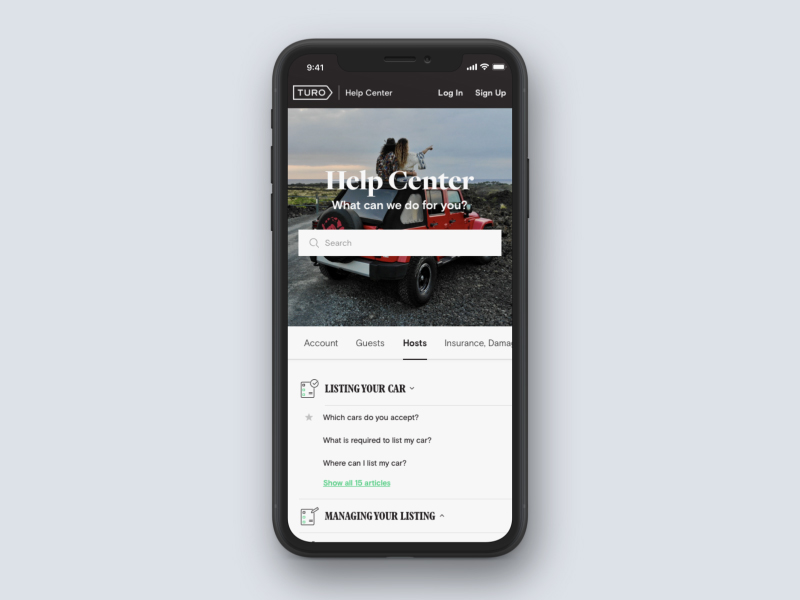 9:41
TURO
Help Center
Log In
Sign Up
Help Center
What can we do for you?
Search
Account
Guests
Hosts
Insurance, Damag
LISTING YOUR CAR
Which cars do you accept?
What is required to list my car?
Where can I list my car?
Show all 15 articles
MANAGING YOUR LISTING